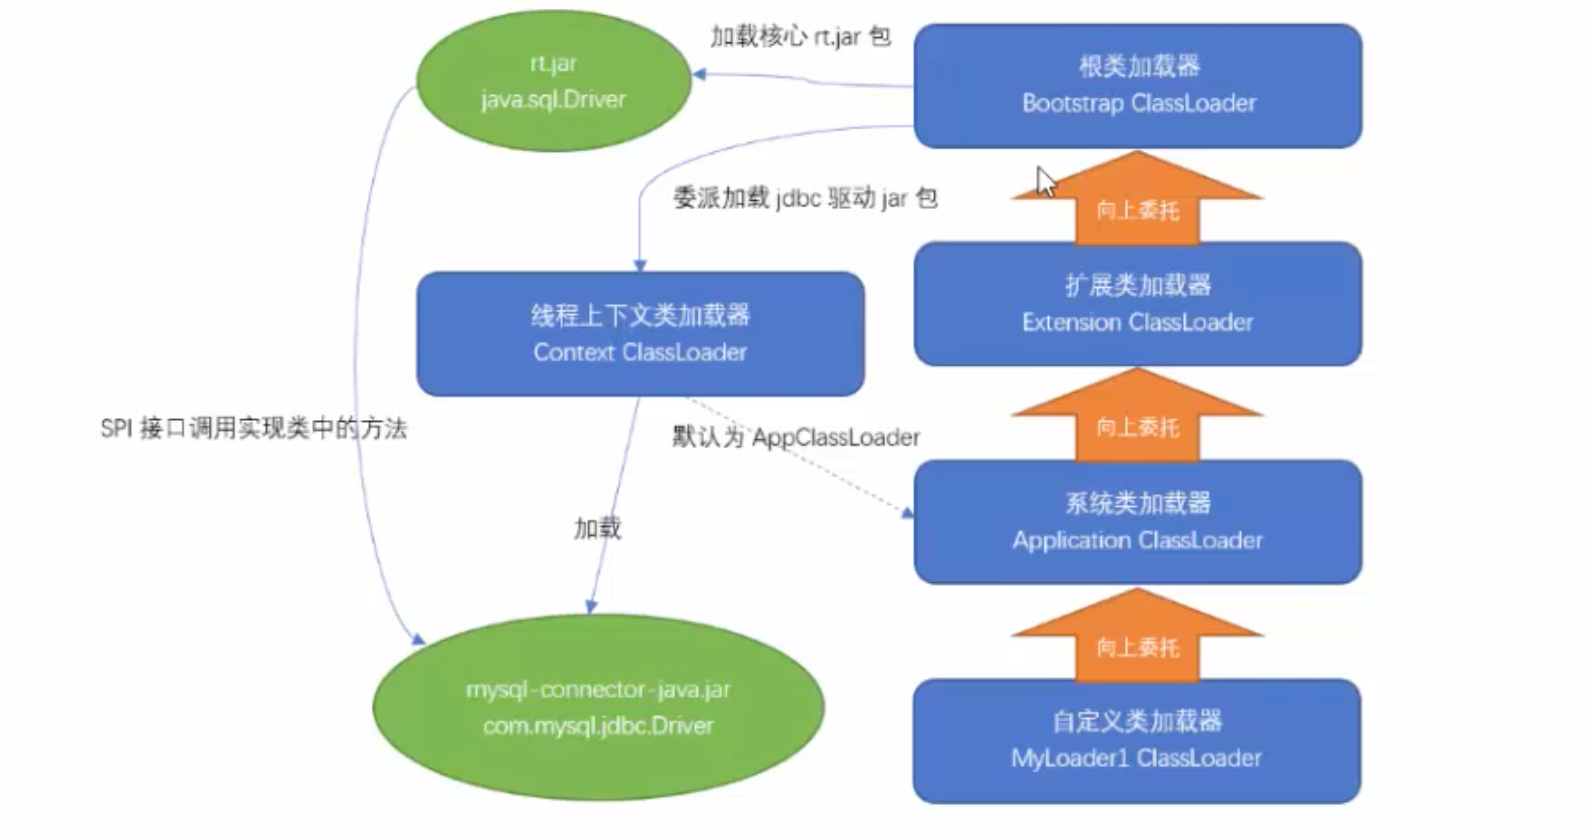 加载核心 rt.jar 包
rt.jar
java.sql.Driver
根类加载器
Bootstrap ClassLoader
委派加载 jdbc 驱动 jar 包
向上委托
线程上下文类加载器
Context ClassLoader
扩展类加载器
Extension ClassLoader
SPI 接口调用实现类中的方法
默认为 AppClassLoader
向上委托
加载
系统类加载器
Application ClassLoader
向上委托
mysql-connector-java.jar
com.mysql.jdbc.Driver
自定义类加载器
MyLoader1 ClassLoader